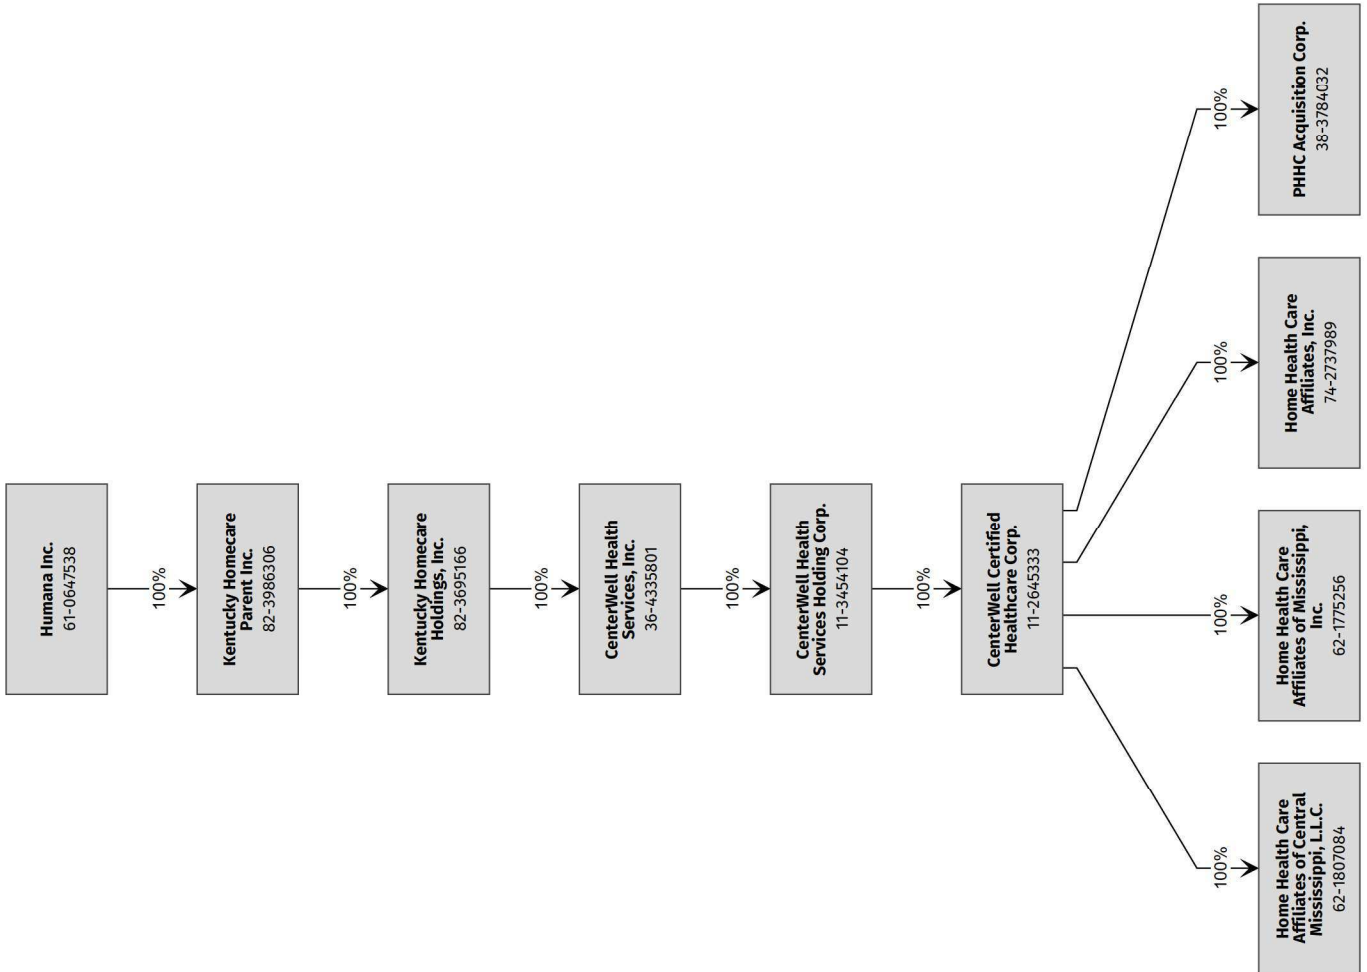 Humana Inc.
61-0647538
100%
Kentucky Homecare
Parent Inc.
82-3986306
100%
Kentucky Homecare
Holdings, Inc.
82-3695166
100%
CenterWell Health
Services, Inc.
36-4335801
100%
CenterWell Health
Services Holding Corp.
11-3454104
100%
CenterWell Certified
Healthcare Corp.
11-2645333
100%
Home Health Care
Affiliates of Central
Mississippi, L.L.C.
62-1807084
100%
Home Health Care
Affiliates of Mississippi,
Inc.
62-1775256
100%
Home Health Care
Affiliates, Inc.
74-2737989
100%
PHHC Acquisition Corp.
38-3784032